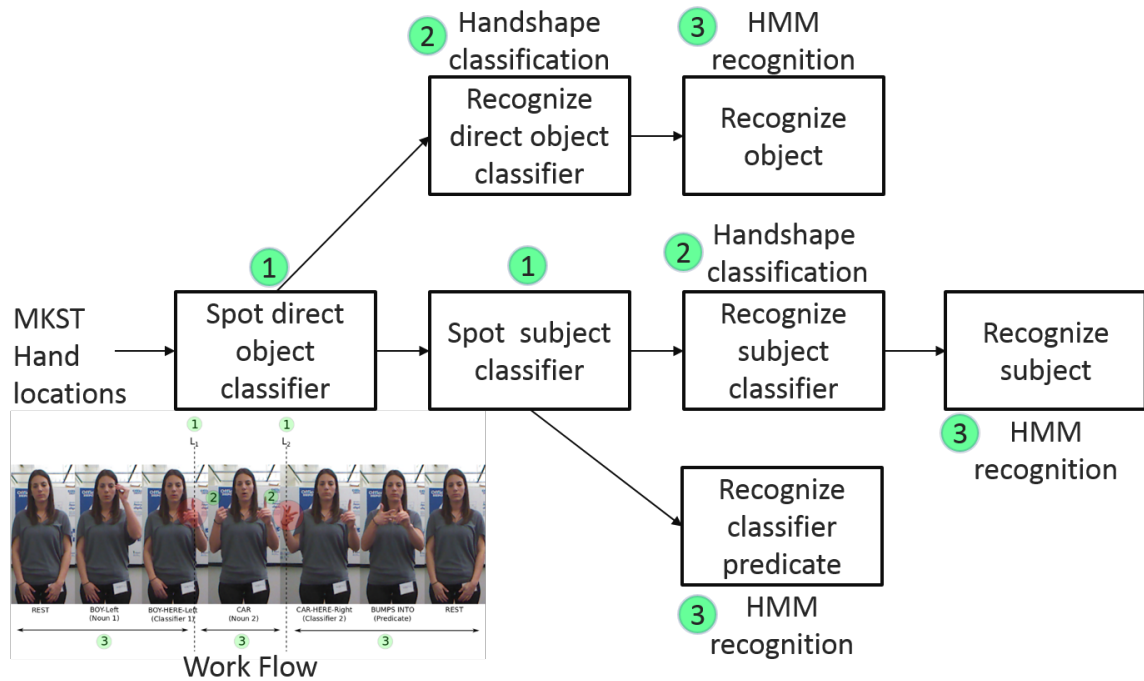 2
Handshape
classification
3
HMM
recognition
Recognize
direct object
classifier
Recognize
object
1
1
2
Handshape
classification
MKST
Hand
locations
Spot direct
object
classifier
Spot subject
classifier
Recognize
subject
classifier
Recognize
subject
3
HMM
recognition
1
1
L1
L2
2
2
REST
BOY-Left
(Noun 1)
BOY-HERE-Left
(Classifier 1)
CAR
(Noun 2)
CAR-HERE-Right
(Classifier 2)
BUMPS INTO
(Predicate)
REST
3
3
3
Work Flow
Recognize
classifier
predicate
3
HMM
recognition